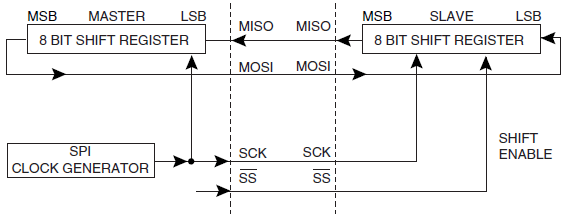 MSB MASTER LSB MISO MISO MSB SLAVE LSB
8 BIT SHIFT REGISTER 8 BIT SHIFT REGISTER
MOSI MOSI
SHIFT
ENABLE
SPI
CLOCK GENERATOR
SCK SCK
SS SS